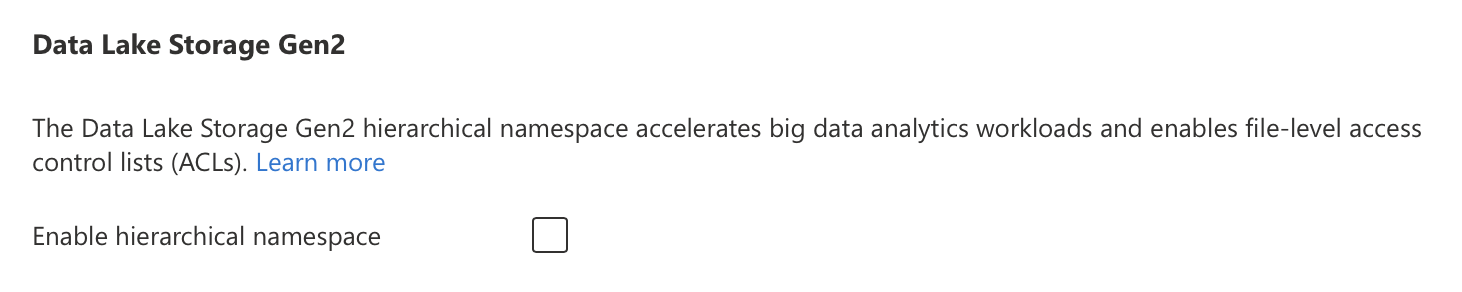 Data Lake Storage Gen2
The Data Lake Storage Gen2 hierarchical namespace accelerates big data analytics workloads and enables file-level access
control lists (ACLs). Learn more
Enable hierarchical namespace